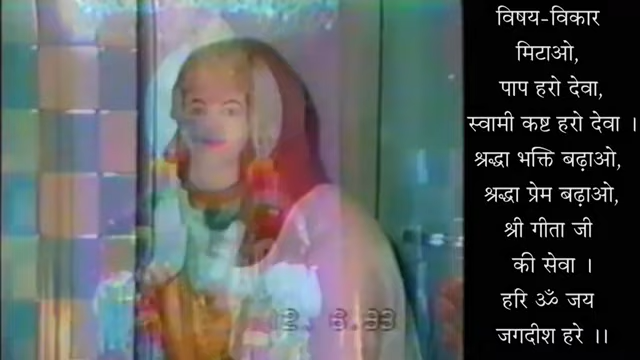 विषय-विकार
मिटाओ,
पाप हरो देवा,
स्वामी कष्ट हरो देवा ।
श्रद्धा भक्ति बढ़ाओ,
श्रद्धा प्रेम बढ़ाओ,
श्री गीता जी
की सेवा ।
हरि ॐ जय
जगदीश हरे ।।